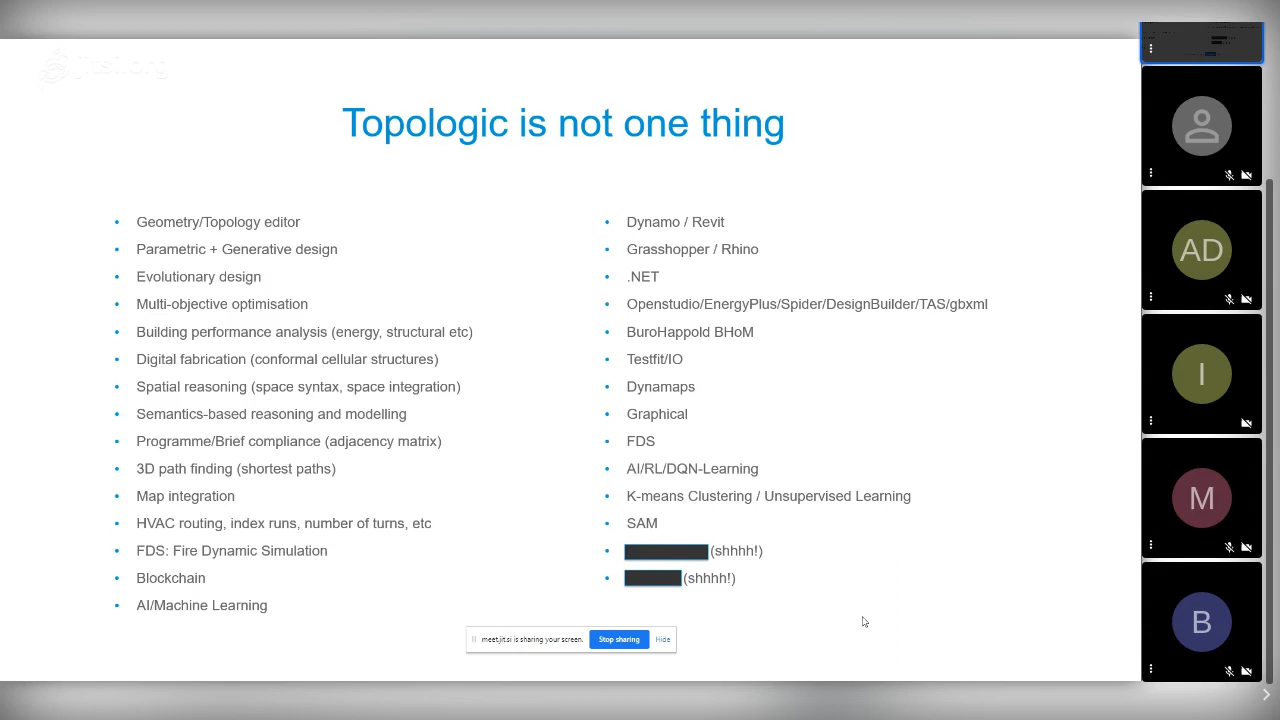 jitsi.org
Topologic is not one thing
Geometry/Topology editor
Parametric + Generative design
Evolutionary design
Multi-objective optimisation
Building performance analysis (energy, structural etc)
Digital fabrication (conformal cellular structures)
Spatial reasoning (space syntax, space integration)
Semantics-based reasoning and modelling
Programme/Brief compliance (adjacency matrix)
3D path finding (shortest paths)
Map integration
HVAC routing, index runs, number of turns, etc
FDS: Fire Dynamic Simulation
Blockchain
AI/Machine Learning
Dynamo / Revit
Grasshopper / Rhino
.NET
Openstudio/EnergyPlus/Spider/DesignBuilder/TAS/gbxml
BuroHappold BHoM
Testfit/IO
Dynamaps
Graphical
FDS
AI/RL/DQN-Learning
K-means Clustering / Unsupervised Learning
SAM
(shhhh!)
(shhhh!)
meet.jit.si is sharing your screen.
Stop sharing
Hide
AD
I
M
B